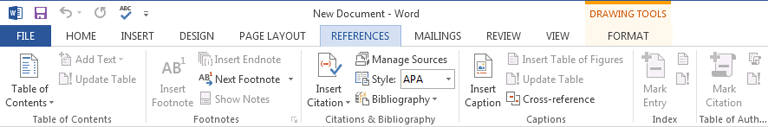 New Document - Word
DRAWING TOOLS
FILE HOME INSERT DESIGN PAGE LAYOUT REFERENCES MAILINGS REVIEW VIEW FORMAT
Table of Contents
Add Text
Update Table
Table of Contents
AB1
Insert Footnote
Insert Endnote
AB1 Next Footnote
Show Notes
Footnotes
Insert Citation
Manage Sources
Style: APA
Bibliography
Citations & Bibliography
Insert Caption
Insert Table of Figures
Update Table
Cross-reference
Captions
Mark Entry
Index
Mark Citation
Table of Auth...